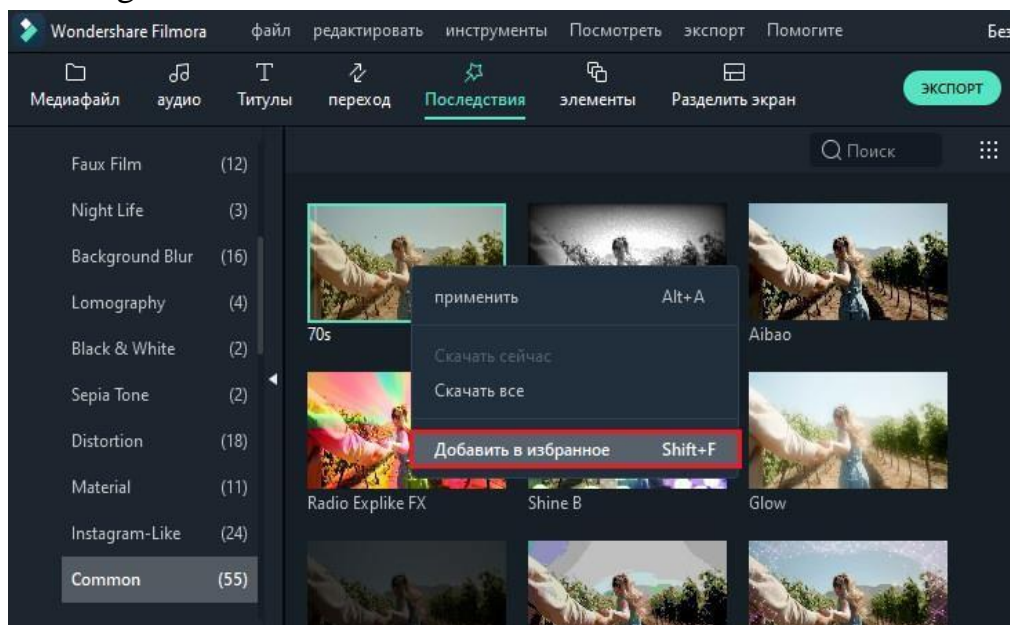 Wondershare Filmora файл редактировать инструменты Посмотреть экспорт Помогите
Медиафайл аудио Титулы переход Последствия элементы Разделить экран экспорт
Поиск
Faux Film (12)
Night Life (3)
Background Blur (16)
Lomography (4)
Black & White (2)
Sepia Tone (2)
Distortion (18)
Material (11)
Instagram-Like (24)
Common (55)
70s
Aibao
применить Alt+A
Скачать сейчас
Скачать все
Добавить в избранное Shift+F
Radio Explike FX Shine B Glow